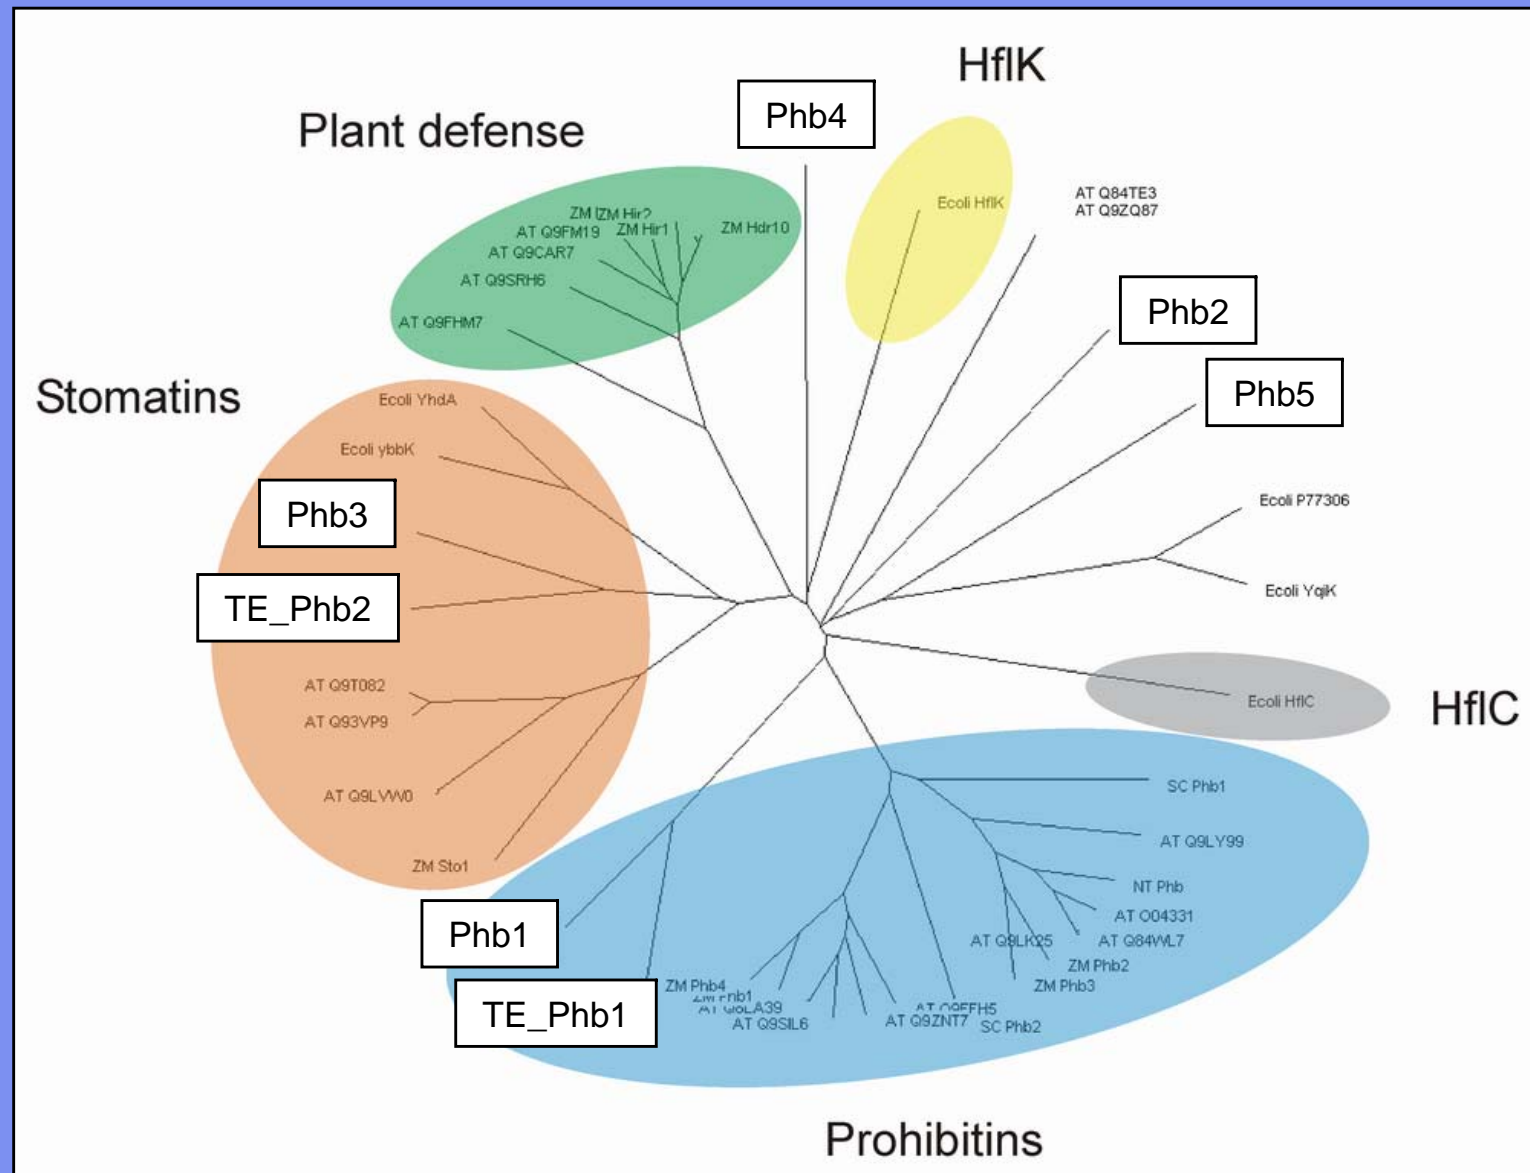 HflK
Phb4
Plant defense
AT Q84TE3
AT Q9ZQ87
Ecoli HflK
ZM ZM Hir2
AT Q9FM19 ZM Hir1 ZM Hdr10
AT Q9CAR7
AT Q9SRH6
AT Q9FHM7
Phb2
Phb5
Stomatins
Ecoli YhdA
Ecoli ybbK
Phb3
TE_Phb2
Ecoli P77306
Ecoli YqiK
AT Q9T082
AT Q93VP9
Ecoli HflC
HflC
AT Q9LVW0
ZM Sto1
SC Phb1
AT Q9LY99
NT Phb
AT O04331
AT Q9LK25 AT Q84WL7
ZM Phb2
ZM Phb3
Phb1
TE_Phb1
ZM Phb4
ZM Phb1
AT Q9SIL6
AT Q9ZNT7 SC Phb2
Prohibitins